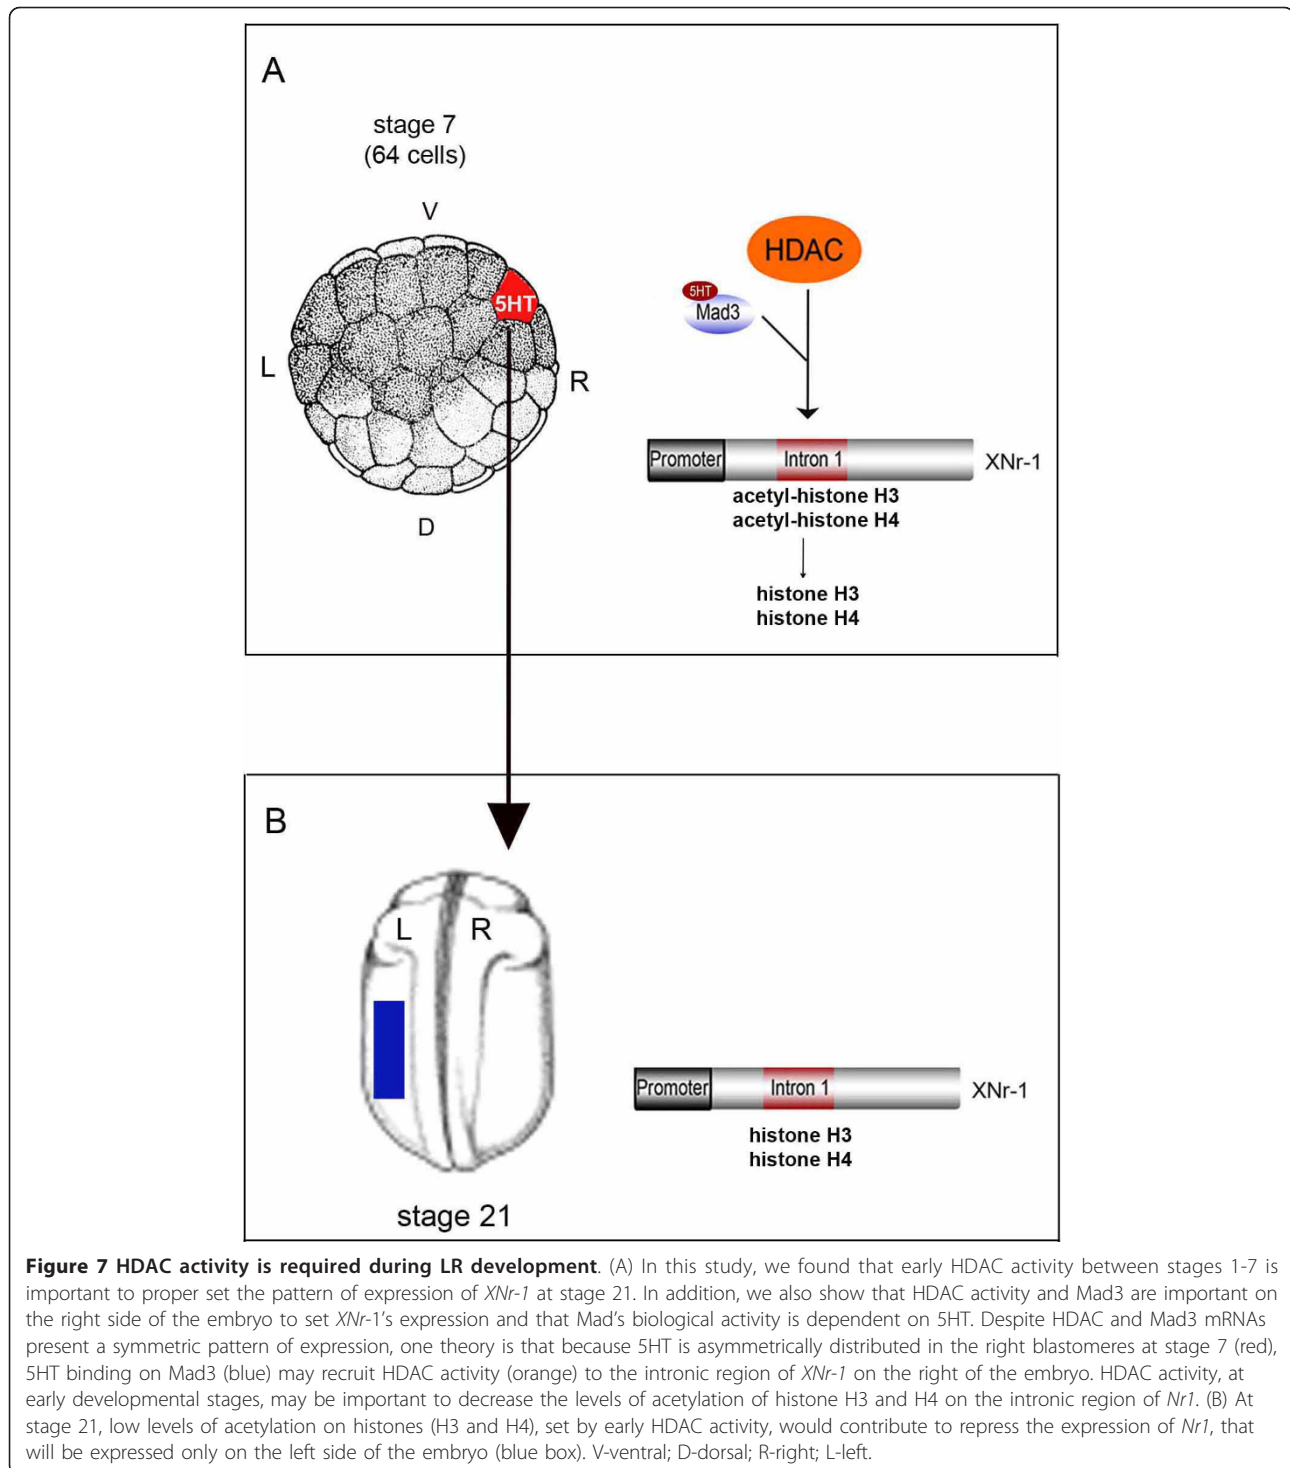 A
stage 7
(64 cells)
V
5HT
L
R
D
HDAC
5HT
Mad3
Promoter
Intron 1
XNr-1
acetyl-histone H3
acetyl-histone H4
histone H3
histone H4
B
L
R
stage 21
Promoter
Intron 1
XNr-1
histone H3
histone H4
Figure 7 HDAC activity is required during LR development. (A) In this study, we found that early HDAC activity between stages 1-7 is
important to proper set the pattern of expression of XNr-1 at stage 21. In addition, we also show that HDAC activity and Mad3 are important on
the right side of the embryo to set XNr-1's expression and that Mad's biological activity is dependent on 5HT. Despite HDAC and Mad3 mRNAs
present a symmetric pattern of expression, one theory is that because 5HT is asymmetrically distributed in the right blastomeres at stage 7 (red),
5HT binding on Mad3 (blue) may recruit HDAC activity (orange) to the intronic region of XNr-1 on the right of the embryo. HDAC activity, at
early developmental stages, may be important to decrease the levels of acetylation of histone H3 and H4 on the intronic region of Nr1. (B) At
stage 21, low levels of acetylation on histones (H3 and H4), set by early HDAC activity, would contribute to repress the expression of Nr1, that
will be expressed only on the left side of the embryo (blue box). V-ventral; D-dorsal; R-right; L-left.